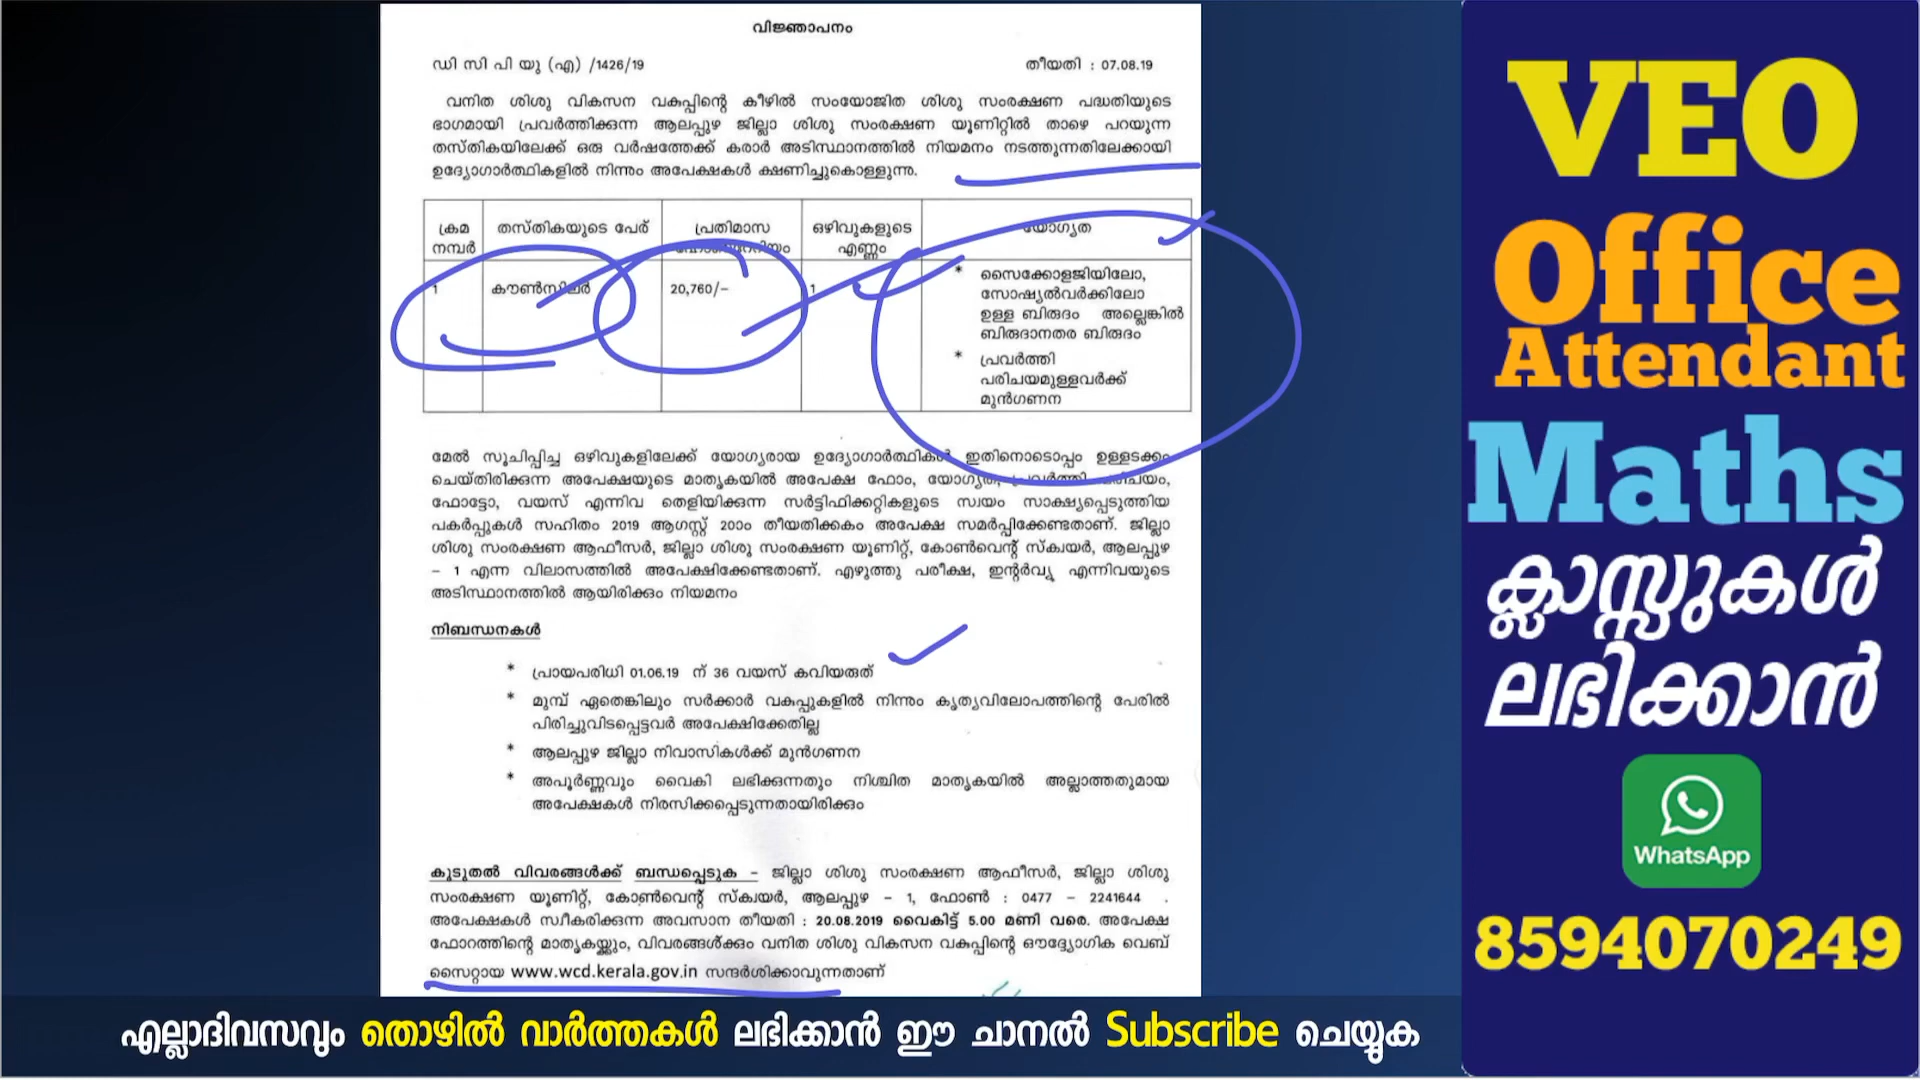 വിജ്ഞാപനം
ഡി സി പി യു (എ) /1426/19 തീയതി : 07.08.19
വനിത ശിശു വികസന വകുപ്പിന്റെ കീഴിൽ സംയോജിത ശിശു സംരക്ഷണ പദ്ധതിയുടെ
ഭാഗമായി പ്രവർത്തിക്കുന്ന ആലപ്പുഴ ജില്ലാ ശിശു സംരക്ഷണ യൂണിറ്റിൽ താഴെ പറയുന്ന
തസ്തികയിലേക്ക് ഒരു വർഷത്തേക്ക് കരാർ അടിസ്ഥാനത്തിൽ നിയമനം നടത്തുന്നതിലേക്കായി
ഉദ്യോഗാർത്ഥികളിൽ നിന്നും അപേക്ഷകൾ ക്ഷണിച്ചുകൊള്ളുന്നു.
ക്രമ നമ്പർ
തസ്തികയുടെ പേര്
പ്രതിമാസ
ഒഴിവുകളുടെ എണ്ണം
യോഗ്യത
1
കൗൺസിലർ
20,760/-
1
* സൈക്കോളജിയിലോ,
സോഷ്യൽവർക്കിലോ
ഉള്ള ബിരുദം അല്ലെങ്കിൽ
ബിരുദാനതര ബിരുദം
* പ്രവർത്തി
പരിചയമുള്ളവർക്ക്
മുൻഗണന
മേൽ സൂചിപ്പിച്ച ഒഴിവുകളിലേക്ക് യോഗ്യരായ ഉദ്യോഗാർത്ഥികൾ ഇതിനൊടൊപ്പം ഉള്ളടക്കം
ചെയ്തിരിക്കുന്ന അപേക്ഷയുടെ മാതൃകയിൽ അപേക്ഷ ഫോം, യോഗ്യത, പ്രവർത്തി പരിചയം,
ഫോട്ടോ, വയസ് എന്നിവ തെളിയിക്കുന്ന സർട്ടിഫിക്കറ്റികളുടെ സ്വയം സാക്ഷ്യപ്പെടുത്തിയ
പകർപ്പുകൾ സഹിതം 2019 ആഗസ്റ്റ് 20ാം തീയതിക്കകം അപേക്ഷ സമർപ്പിക്കേണ്ടതാണ്. ജില്ലാ
ശിശു സംരക്ഷണ ആഫീസർ, ജില്ലാ ശിശു സംരക്ഷണ യൂണിറ്റ്, കോൺവെന്റ് സ്ക്വയർ, ആലപ്പുഴ
– 1 എന്ന വിലാസത്തിൽ അപേക്ഷിക്കേണ്ടതാണ്. എഴുത്തു പരീക്ഷ, ഇന്റർവ്യൂ എന്നിവയുടെ
അടിസ്ഥാനത്തിൽ ആയിരിക്കും നിയമനം
നിബന്ധനകൾ
* പ്രായപരിധി 01.06.19 ന് 36 വയസ് കവിയരുത്
* മുമ്പ് ഏതെങ്കിലും സർക്കാർ വകുപ്പുകളിൽ നിന്നും കൃത്യവിലോപത്തിന്റെ പേരിൽ
പിരിച്ചുവിടപ്പെട്ടവർ അപേക്ഷിക്കേതില്ല
* ആലപ്പുഴ ജില്ലാ നിവാസികൾക്ക് മുൻഗണന
* അപൂർണ്ണവും വൈകി ലഭിക്കുന്നതും നിശ്ചിത മാതൃകയിൽ അല്ലാത്തതുമായ
അപേക്ഷകൾ നിരസിക്കപ്പെടുന്നതായിരിക്കും
കൂടുതൽ വിവരങ്ങൾക്ക് ബന്ധപ്പെടുക – ജില്ലാ ശിശു സംരക്ഷണ ആഫീസർ, ജില്ലാ ശിശു
സംരക്ഷണ യൂണിറ്റ്, കോൺവെന്റ് സ്ക്വയർ, ആലപ്പുഴ – 1, ഫോൺ : 0477 – 2241644 .
അപേക്ഷകൾ സ്വീകരിക്കുന്ന അവസാന തീയതി : 20.08.2019 വൈകിട്ട് 5.00 മണി വരെ. അപേക്ഷ
ഫോറത്തിന്റെ മാതൃകയ്ക്കും, വിവരങ്ങൾക്കും വനിത ശിശു വികസന വകുപ്പിന്റെ ഔദ്യോഗിക വെബ്
സൈറ്റായ www.wcd.kerala.gov.in സന്ദർശിക്കാവുന്നതാണ്
എല്ലാദിവസവും തൊഴിൽ വാർത്തകൾ ലഭിക്കാൻ ഈ ചാനൽ Subscribe ചെയ്യുക
VEO
Office
Attendant
Maths
ക്ലാസ്സുകൾ
ലഭിക്കാൻ
WhatsApp
8594070249